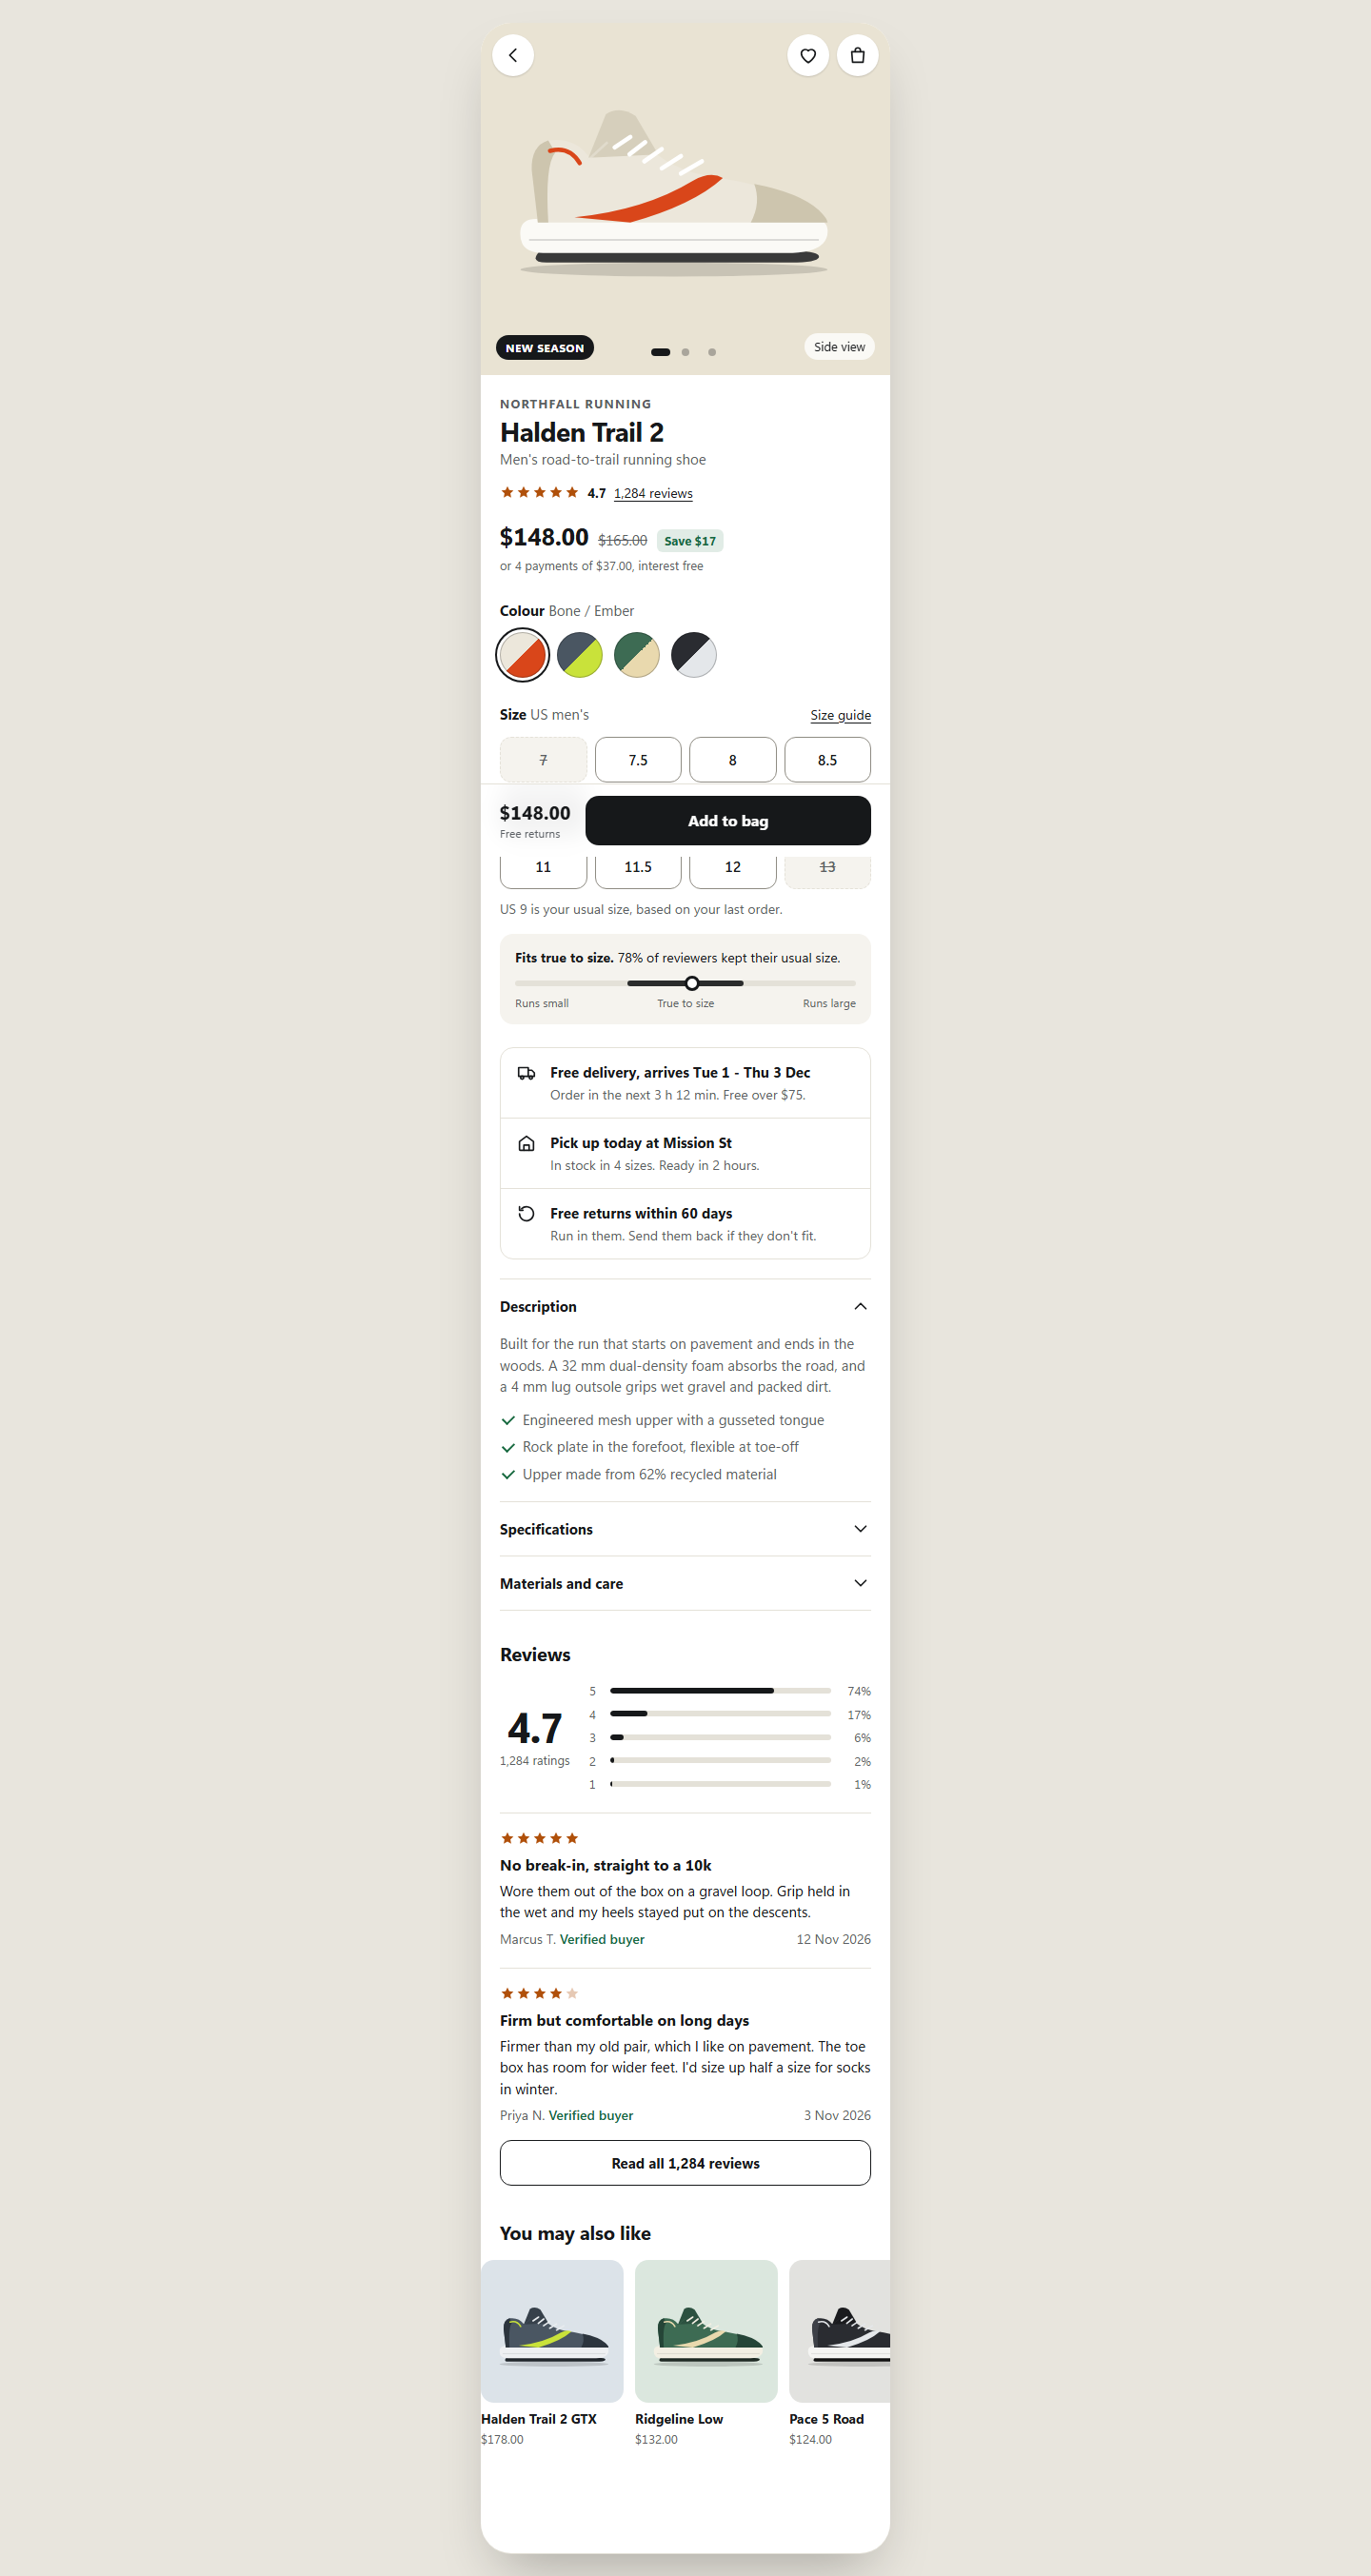 NEW SEASON
Side view
NORTHFALL RUNNING
Halden Trail 2
Men's road-to-trail running shoe
4.7 1,284 reviews
$148.00 $165.00 Save $17
or 4 payments of $37.00, interest free
Colour Bone / Ember
Size US men's
Size guide
7 7.5 8 8.5
$148.00
Free returns
Add to bag
11 11.5 12 13
US 9 is your usual size, based on your last order.
Fits true to size. 78% of reviewers kept their usual size.
Runs small True to size Runs large
Free delivery, arrives Tue 1 - Thu 3 Dec
Order in the next 3 h 12 min. Free over $75.
Pick up today at Mission St
In stock in 4 sizes. Ready in 2 hours.
Free returns within 60 days
Run in them. Send them back if they don't fit.
Description
Built for the run that starts on pavement and ends in the
woods. A 32 mm dual-density foam absorbs the road, and
a 4 mm lug outsole grips wet gravel and packed dirt.
Engineered mesh upper with a gusseted tongue
Rock plate in the forefoot, flexible at toe-off
Upper made from 62% recycled material
Specifications
Materials and care
Reviews
4.7
1,284 ratings
5 74%
4 17%
3 6%
2 2%
1 1%
No break-in, straight to a 10k
Wore them out of the box on a gravel loop. Grip held in
the wet and my heels stayed put on the descents.
Marcus T. Verified buyer 12 Nov 2026
Firm but comfortable on long days
Firmer than my old pair, which I like on pavement. The toe
box has room for wider feet. I'd size up half a size for socks
in winter.
Priya N. Verified buyer 3 Nov 2026
Read all 1,284 reviews
You may also like
Halden Trail 2 GTX
$178.00
Ridgeline Low
$132.00
Pace 5 Road
$124.00